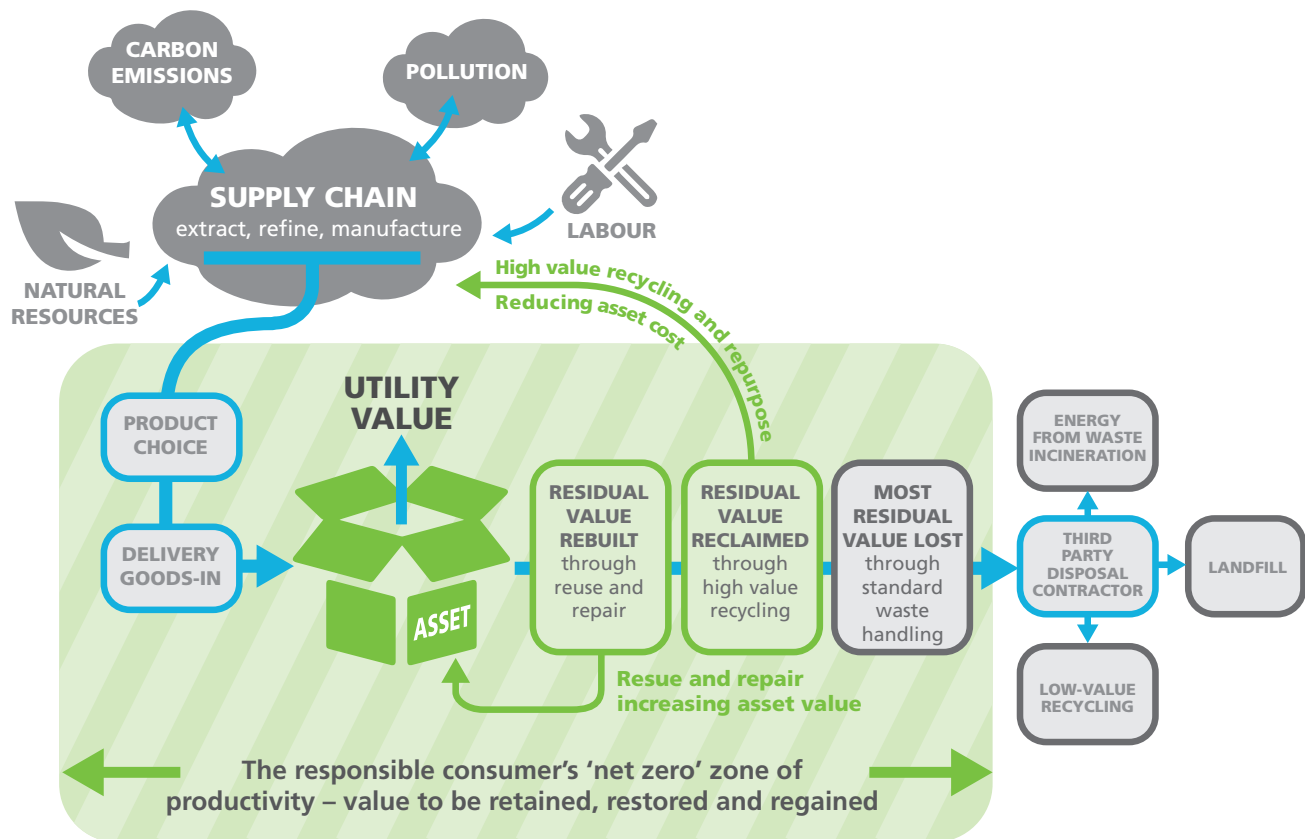 CARBON
EMISSIONS
POLLUTION
SUPPLY CHAIN
extract, refine, manufacture
LABOUR
NATURAL
RESOURCES
High value recycling and repurpose
Reducing asset cost
PRODUCT
CHOICE
DELIVERY
GOODS-IN
UTILITY
VALUE
ASSET
RESIDUAL
VALUE
REBUILT
through
reuse and
repair
RESIDUAL
VALUE
RECLAIMED
through
high value
recycling
MOST
RESIDUAL
VALUE LOST
through
standard
waste
handling
Resue and repair
increasing asset value
ENERGY
FROM WASTE
INCINERATION
THIRD
PARTY
DISPOSAL
CONTRACTOR
LANDFILL
LOW-VALUE
RECYCLING
The responsible consumer’s ‘net zero’ zone of
productivity – value to be retained, restored and regained